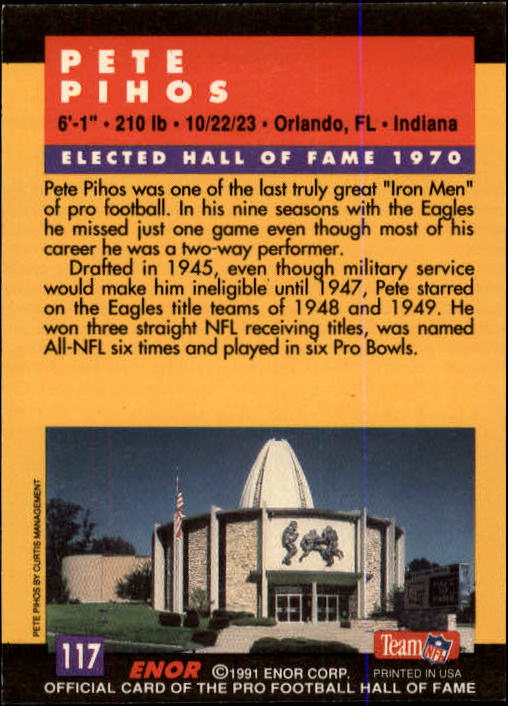 PETE
PIHOS
6'-1" • 210 lb • 10/22/23 • Orlando, FL • Indiana
ELECTED HALL OF FAME 1970
Pete Pihos was one of the last truly great "Iron Men"
of pro football. In his nine seasons with the Eagles
he missed just one game even though most of his
career he was a two-way performer.
Drafted in 1945, even though military service
would make him ineligible until 1947, Pete starred
on the Eagles title teams of 1948 and 1949. He
won three straight NFL receiving titles, was named
All-NFL six times and played in six Pro Bowls.
PETE PIHOS BY CURTIS MANAGEMENT
117
ENOR ©1991 ENOR CORP.
Team NFL
PRINTED IN USA
OFFICIAL CARD OF THE PRO FOOTBALL HALL OF FAME